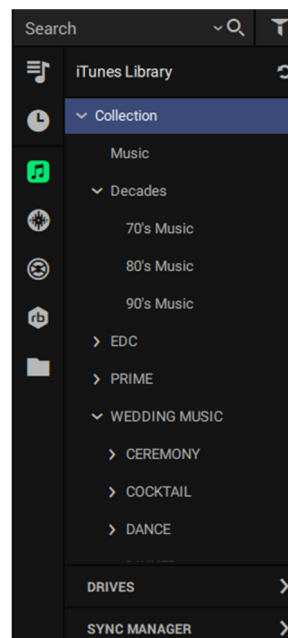 Search
iTunes Library
Collection
Music
Decades
70's Music
80's Music
90's Music
EDC
PRIME
WEDDING MUSIC
CEREMONY
COCKTAIL
DANCE
DRIVES
SYNC MANAGER